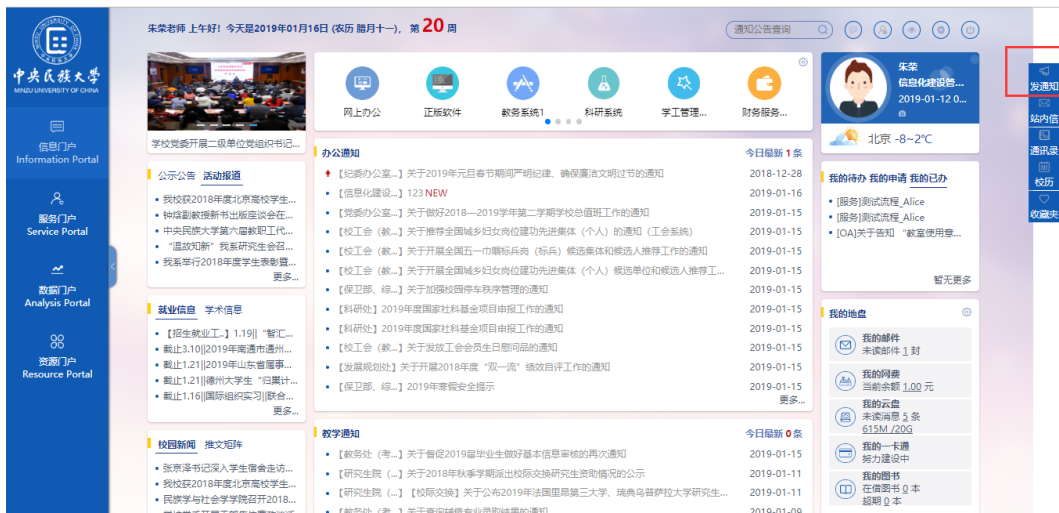 中央民族大学
MINZU UNIVERSITY OF CHINA
信息门户
Information Portal
服务门户
Service Portal
数据门户
Analysis Portal
资源门户
Resource Portal
朱荣老师 上午好！今天是2019年01月16日 (农历 腊月十一)， 第 20 周
通知公告查询
学校党委开展二级单位党组织书记...
公示公告 活动报道
• 我校获2018年度北京高校学生...
• 钟焓副教授新书出版座谈会在...
• 中央民族大学第六届教职工代...
• “温故知新”我系研究生会召...
• 我系举行2018年度学生表彰暨...
更多...
就业信息 学术信息
• 【招生就业工..】1.19||“智汇...
• 截止3.10||2019年南通市通州...
• 截止1.21||2019年山东省属事...
• 截止1.21||德州大学生“归巢计...
• 截止1.16||国际组织实习||联合...
更多...
校园新闻 推文矩阵
• 张京泽书记深入学生宿舍走访...
• 我校获2018年度北京高校学生...
• 民族学与社会学学院召开2018...
网上办公
正版软件
教务系统1
科研系统
学工管理...
财务服务...
办公通知 今日最新 1 条
【纪委办公室...】关于2019年元旦春节期间严明纪律、确保廉洁文明过节的通知 2018-12-28
• 【信息化建设...】123 NEW 2019-01-16
• 【党委办公室...】关于做好2018—2019学年第二学期学校总值班工作的通知 2019-01-15
• 【校工会（教...】关于推荐全国城乡妇女岗位建功先进集体（个人）的通知（工会系统） 2019-01-15
• 【校工会（教...】关于开展全国五一巾帼标兵岗（标兵）候选集体和候选人推荐工作的通知 2019-01-15
• 【校工会（教...】关于开展全国城乡妇女岗位建功先进集体（个人）候选单位和候选人推荐工... 2019-01-15
• 【保卫部、综...】关于加强校园停车秩序管理的通知 2019-01-15
• 【科研处】2019年度国家社科基金项目申报工作的通知 2019-01-15
• 【科研处】2019年度国家社科基金项目申报工作的通知 2019-01-15
• 【校工会（教...】关于发放工会会员生日慰问品的通知 2019-01-15
• 【发展规划处】关于开展2018年度“双一流”绩效自评工作的通知 2019-01-15
• 【保卫部、综...】2019年寒假安全提示 2019-01-15
更多...
教学通知 今日最新 0 条
• 【教务处（考...】关于督促2019届毕业生做好基本信息审核的再次通知 2019-01-15
• 【研究生院（...】关于2018年秋季学期派出校际交换研究生资助情况的公示 2019-01-11
• 【研究生院（...】【校际交换】关于公布2019年法国里昂第三大学、瑞典乌普萨拉大学研究生... 2019-01-11
• 【教务处（考...】关于查询辅修专业录取结果的通知 2019-01-09
朱荣
信息化建设管...
2019-01-12 0...
北京 -8~2℃
我的待办 我的申请 我的已办
• [服务]测试流程_Alice
• [服务]测试流程_Alice
• [OA]关于告知 “教室使用意...
暂无更多
我的地盘
我的邮件
未读邮件 1 封
我的网费
当前余额 1.00 元
我的云盘
未读消息 5 条
615M /20G
我的一卡通
努力建设中
我的图书
在借图书 0 本
超期 0 本
发通知
站内信
通讯录
校历
收藏夹